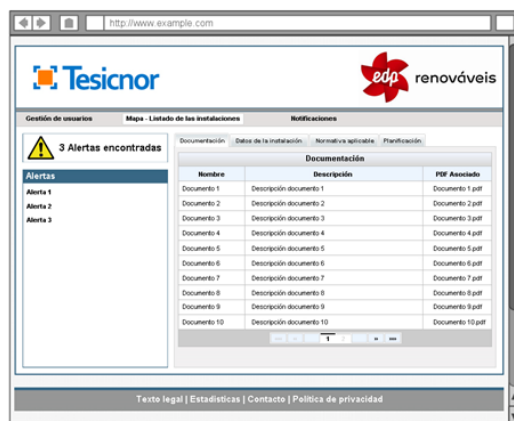 http://www.example.com
Tesicnor
edp renováveis
Gestión de usuarios Mapa - Listado de las instalaciones Notificaciones
3 Alertas encontradas
Documentación Datos de la instalación Normativa aplicable Planificación
Documentación
Alertas
Nombre Descripción PDF Asociado
Alerta 1
Alerta 2
Alerta 3
Documento 1 Descripción documento 1 Documento 1.pdf
Documento 2 Descripción documento 2 Documento 2.pdf
Documento 3 Descripción documento 3 Documento 3.pdf
Documento 4 Descripción documento 4 Documento 4.pdf
Documento 5 Descripción documento 5 Documento 5.pdf
Documento 6 Descripción documento 6 Documento 6.pdf
Documento 7 Descripción documento 7 Documento 7.pdf
Documento 8 Descripción documento 8 Documento 8.pdf
Documento 9 Descripción documento 9 Documento 9.pdf
Documento 10 Descripción documento 10 Documento 10.pdf
1 2
Texto legal | Estadísticas | Contacto | Política de privacidad